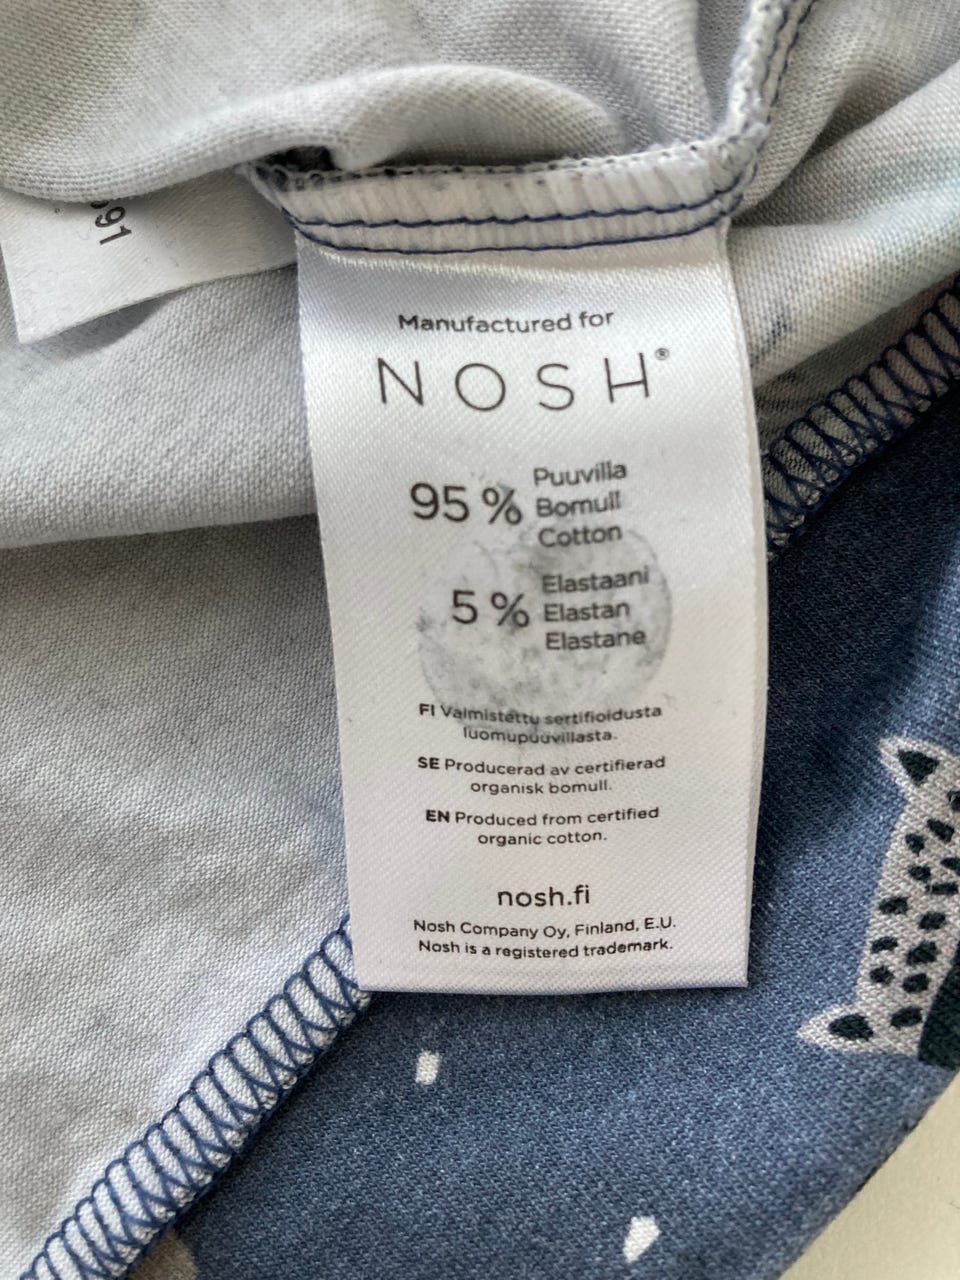 391
Manufactured for
NOSH®
95 % Puuvilla
Bomull
Cotton
5 % Elastaani
Elastan
Elastane
FI Valmistettu sertifioidusta
luomupuuvillasta.
SE Producerad av certifierad
organisk bomull.
EN Produced from certified
organic cotton.
nosh.fi
Nosh Company Oy, Finland, E.U.
Nosh is a registered trademark.